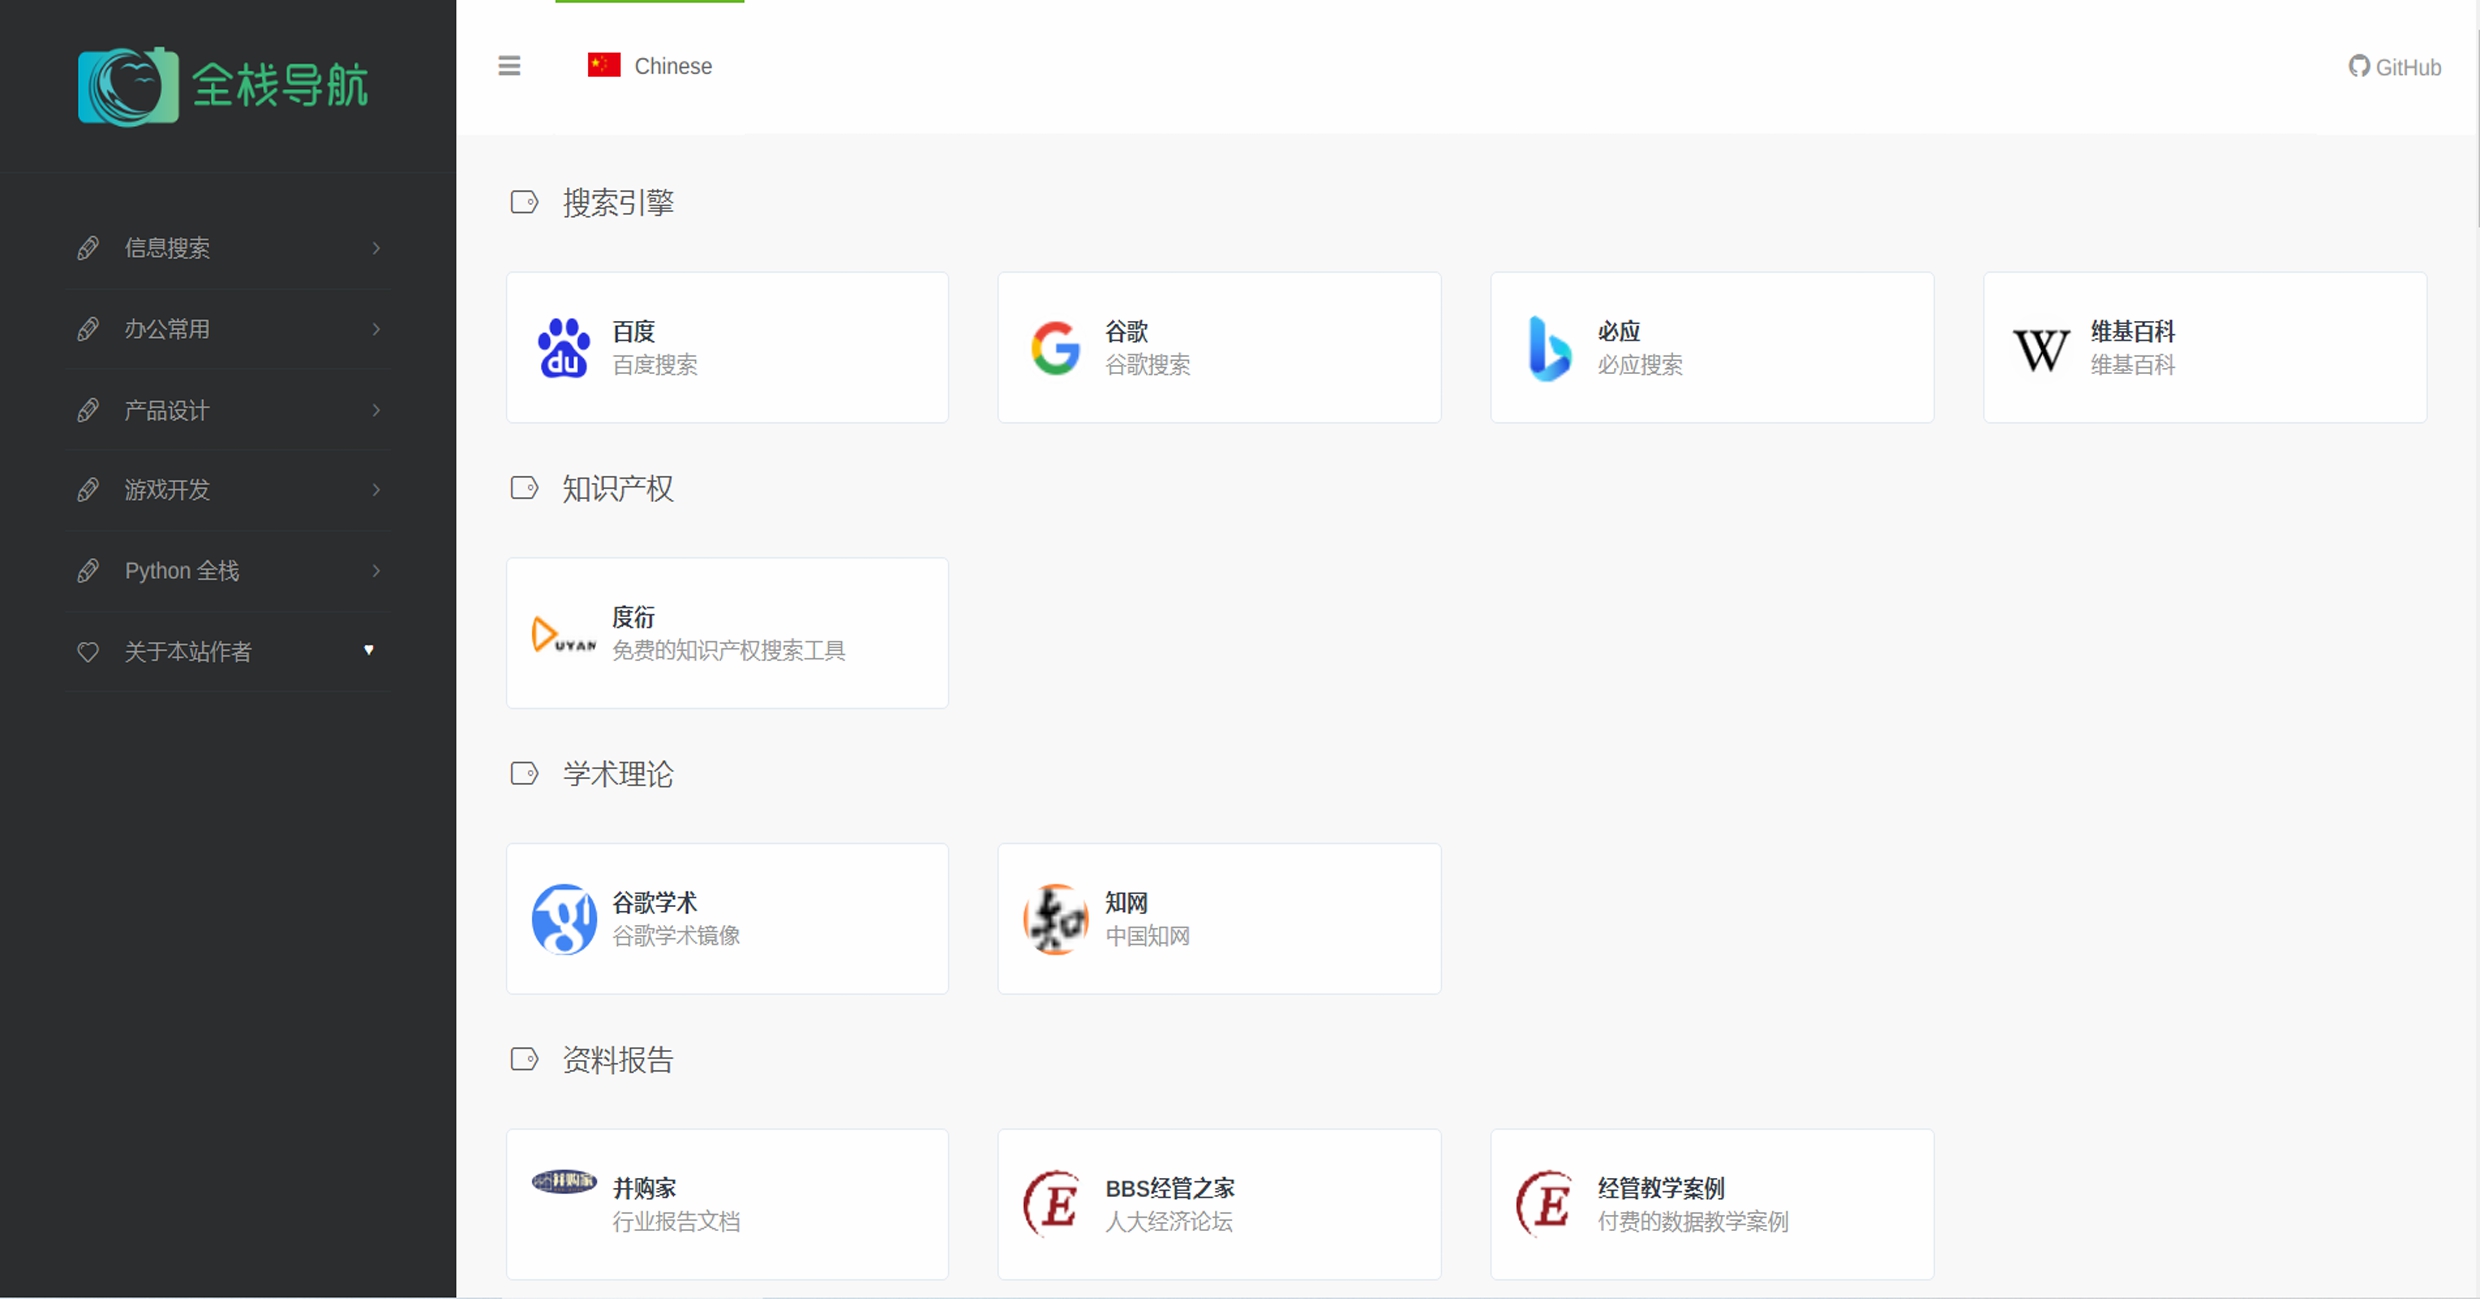 全栈导航
Chinese
GitHub
信息搜索
办公常用
产品设计
游戏开发
Python 全栈
关于本站作者
搜索引擎
du
百度
百度搜索
谷歌
谷歌搜索
必应
必应搜索
W
维基百科
维基百科
知识产权
UYAN
度衍
免费的知识产权搜索工具
学术理论
谷歌学术
谷歌学术镜像
知
知网
中国知网
资料报告
并购家
并购家
行业报告文档
E
BBS经管之家
人大经济论坛
E
经管教学案例
付费的数据教学案例